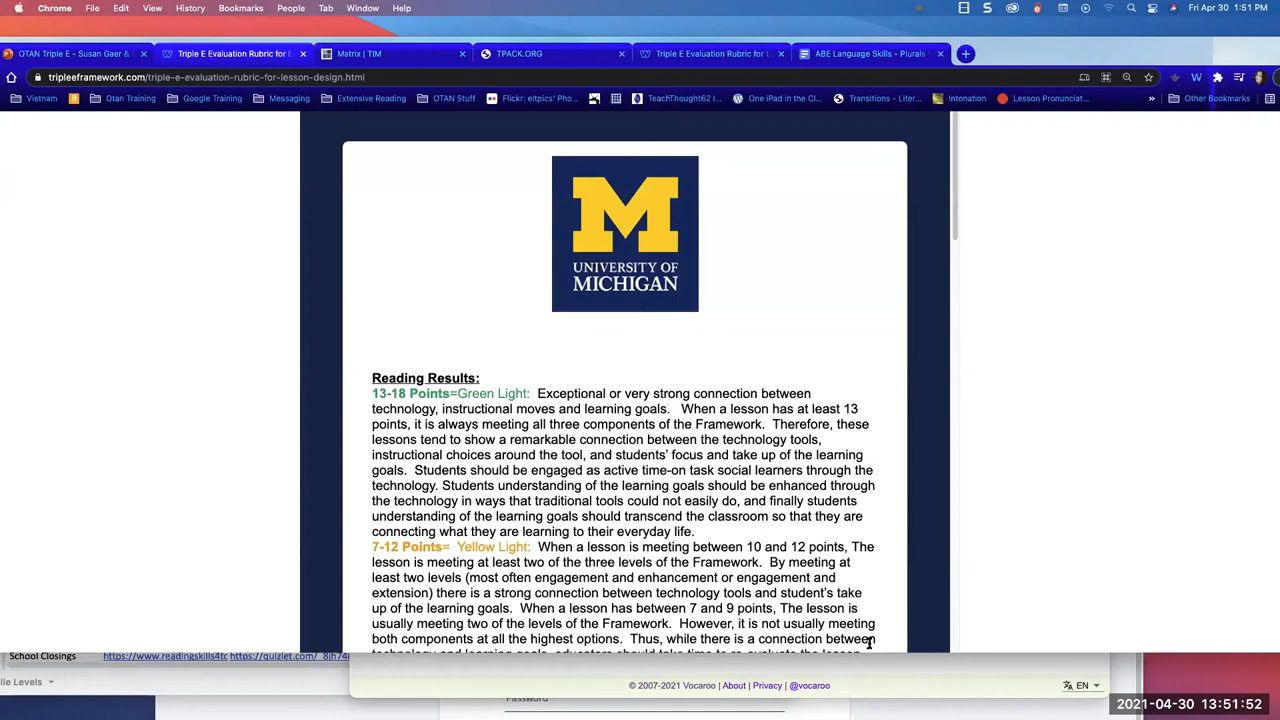 Chrome File Edit View History Bookmarks People Tab Window Help Fri Apr 30 1:51 PM
OTAN Triple E - Susan Gaer & Triple E Evaluation Rubric for L Matrix | TIM TPACK.ORG Triple E Evaluation Rubric for L ABE Language Skills - Plurals
tripleeframework.com/triple-e-evaluation-rubric-for-lesson-design.html
Vietnam Otan Training Google Training Messaging Extensive Reading OTAN Stuff Flickr: eltpics' Pho... TeachThought62 I... One iPad in the Cl... Transitions - Liter... Intonation Lesson Pronunciat... » Other Bookmarks
M
UNIVERSITY OF
MICHIGAN
Reading Results:
13-18 Points=Green Light: Exceptional or very strong connection between
technology, instructional moves and learning goals. When a lesson has at least 13
points, it is always meeting all three components of the Framework. Therefore, these
lessons tend to show a remarkable connection between the technology tools,
instructional choices around the tool, and students' focus and take up of the learning
goals. Students should be engaged as active time-on task social learners through the
technology. Students understanding of the learning goals should be enhanced through
the technology in ways that traditional tools could not easily do, and finally students
understanding of the learning goals should transcend the classroom so that they are
connecting what they are learning to their everyday life.
7-12 Points= Yellow Light: When a lesson is meeting between 10 and 12 points, The
lesson is meeting at least two of the three levels of the Framework. By meeting at
least two levels (most often engagement and enhancement or engagement and
extension) there is a strong connection between technology tools and student's take
up of the learning goals. When a lesson has between 7 and 9 points, The lesson is
usually meeting two of the levels of the Framework. However, it is not usually meeting
both components at all the highest options. Thus, while there is a connection between
technology and learning goals, educators should take time to re-evaluate the lesson
School Closings https://www.readingskills4tc https://quizlet.com/
lle Levels
© 2007-2021 Vocaroo | About | Privacy | @vocaroo EN
Password
2021-04-30 13:51:52